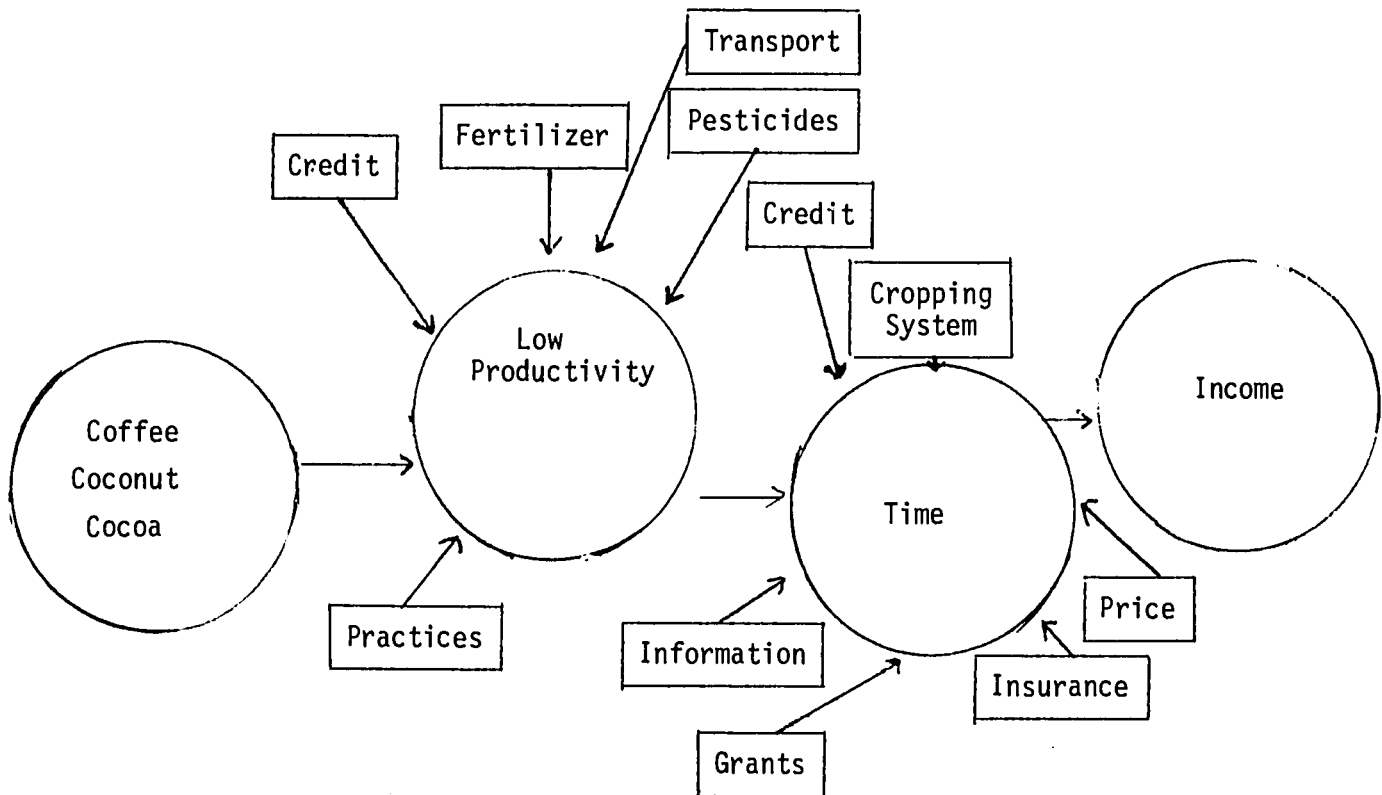 Transport
Pesticides
Fertilizer
Credit
Credit
Cropping
System
Low
Productivity
Income
Coffee
Coconut
Cocoa
Time
Practices
Information
Price
Insurance
Grants